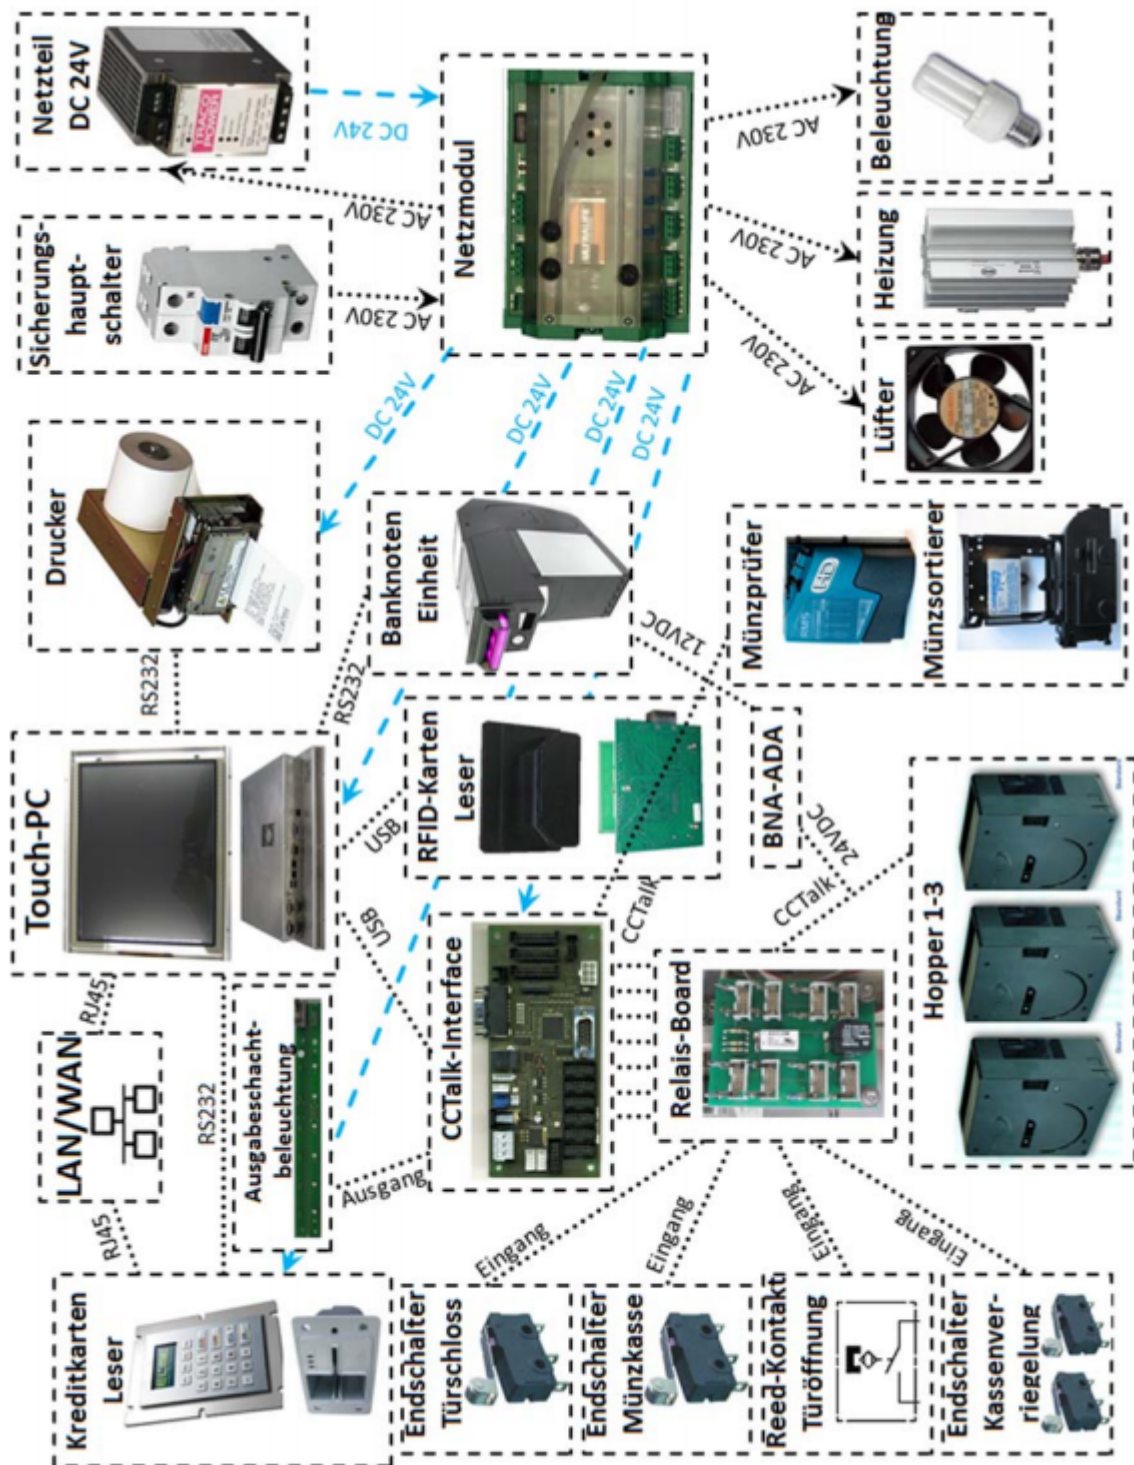 Kreditkarten
Leser
RJ45
LAN/WAN
RJ45
RS232
Ausgabeschacht-
beleuchtung
Touch-PC
RS232
Drucker
Sicherungs-
haupt-
schalter
Netzteil
DC 24V
TRACO
POWER
AC 230V
AC 230V
DC 24V
Ausgang
USB
USB
RS232
DC 24V
Endschalter
Türschloss
Eingang
CCTalk-Interface
RFID-Karten
Leser
Banknoten
Einheit
DC 24V
DC 24V
DC 24V
Netzmodul
Endschalter
Münzkasse
Eingang
Relais-Board
CCTalk
12VDC
AC 230V
AC 230V
AC 230V
Reed-Kontakt
Türöffnung
Eingang
BNA-ADA
Münzprüfer
CCTalk
24VDC
Endschalter
Kassenver-
riegelung
Eingang
Hopper 1-3
Münzsortierer
Lüfter
Heizung
Beleuchtung